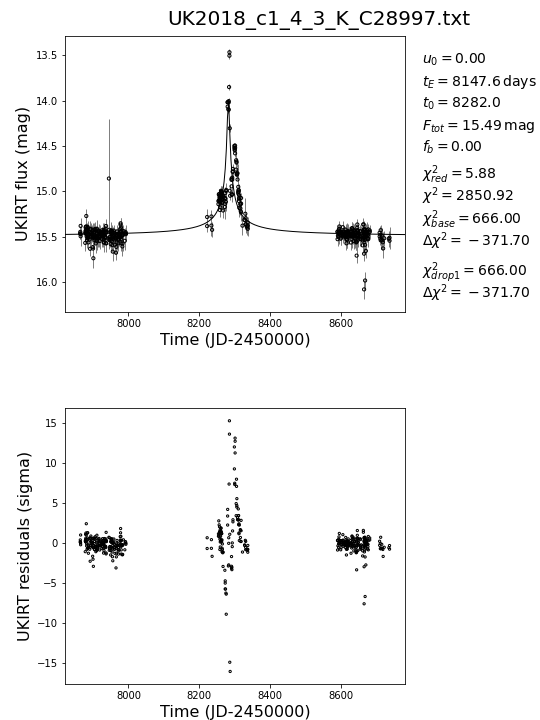 UK2018_c1_4_3_K_C28997.txt
13.5
14.0
14.5
15.0
15.5
16.0
UKIRT flux (mag)
8000 8200 8400 8600
Time (JD-2450000)
u_0 = 0.00
t_E = 8147.6 days
t_0 = 8282.0
F_tot = 15.49 mag
f_b = 0.00
χ²_red = 5.88
χ² = 2850.92
χ²_base = 666.00
Δχ² = −371.70
χ²_drop1 = 666.00
Δχ² = −371.70
15
10
5
0
−5
−10
−15
UKIRT residuals (sigma)
8000 8200 8400 8600
Time (JD-2450000)